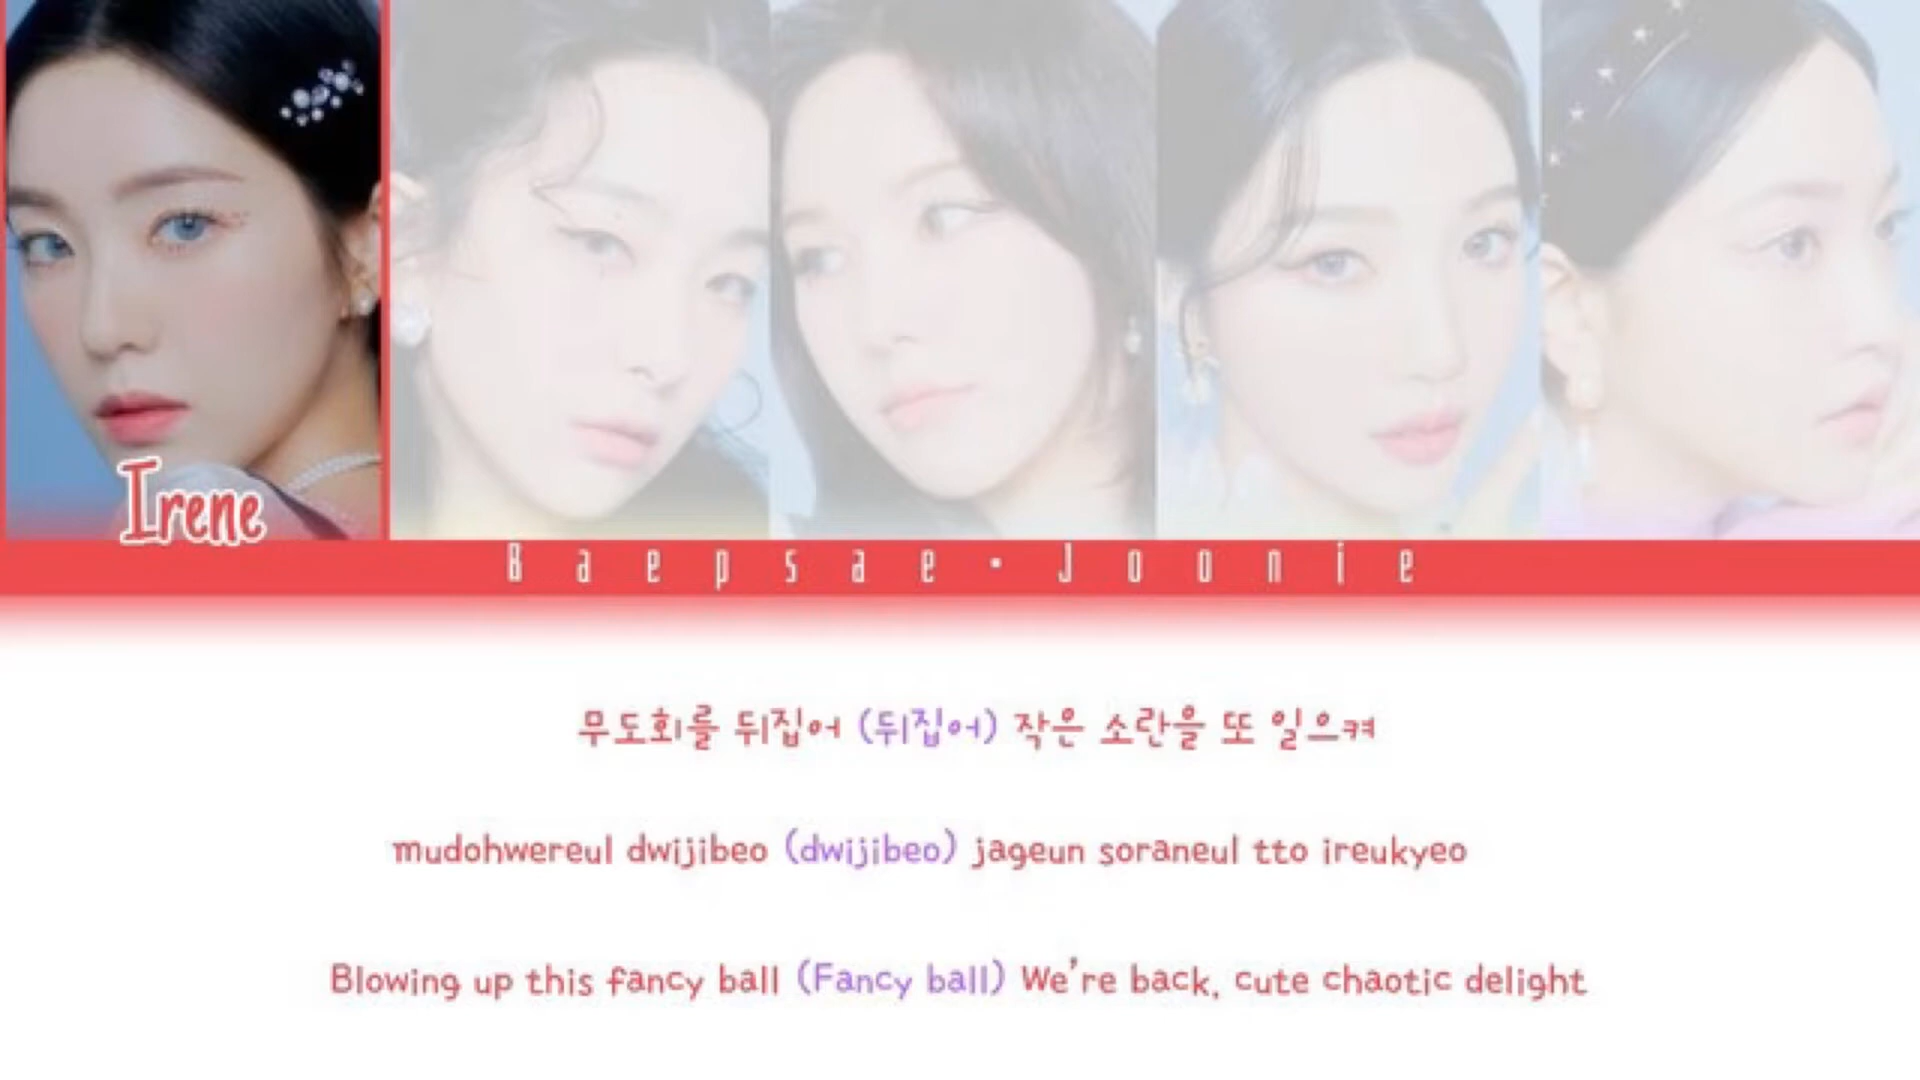 Irene
Baepsae•Joonie
무도회를 뒤집어 (뒤집어) 작은 소란을 또 일으켜
mudohwereul dwijibeo (dwijibeo) jageun soraneul tto ireukyeo
Blowing up this fancy ball (Fancy ball) We're back, cute chaotic delight